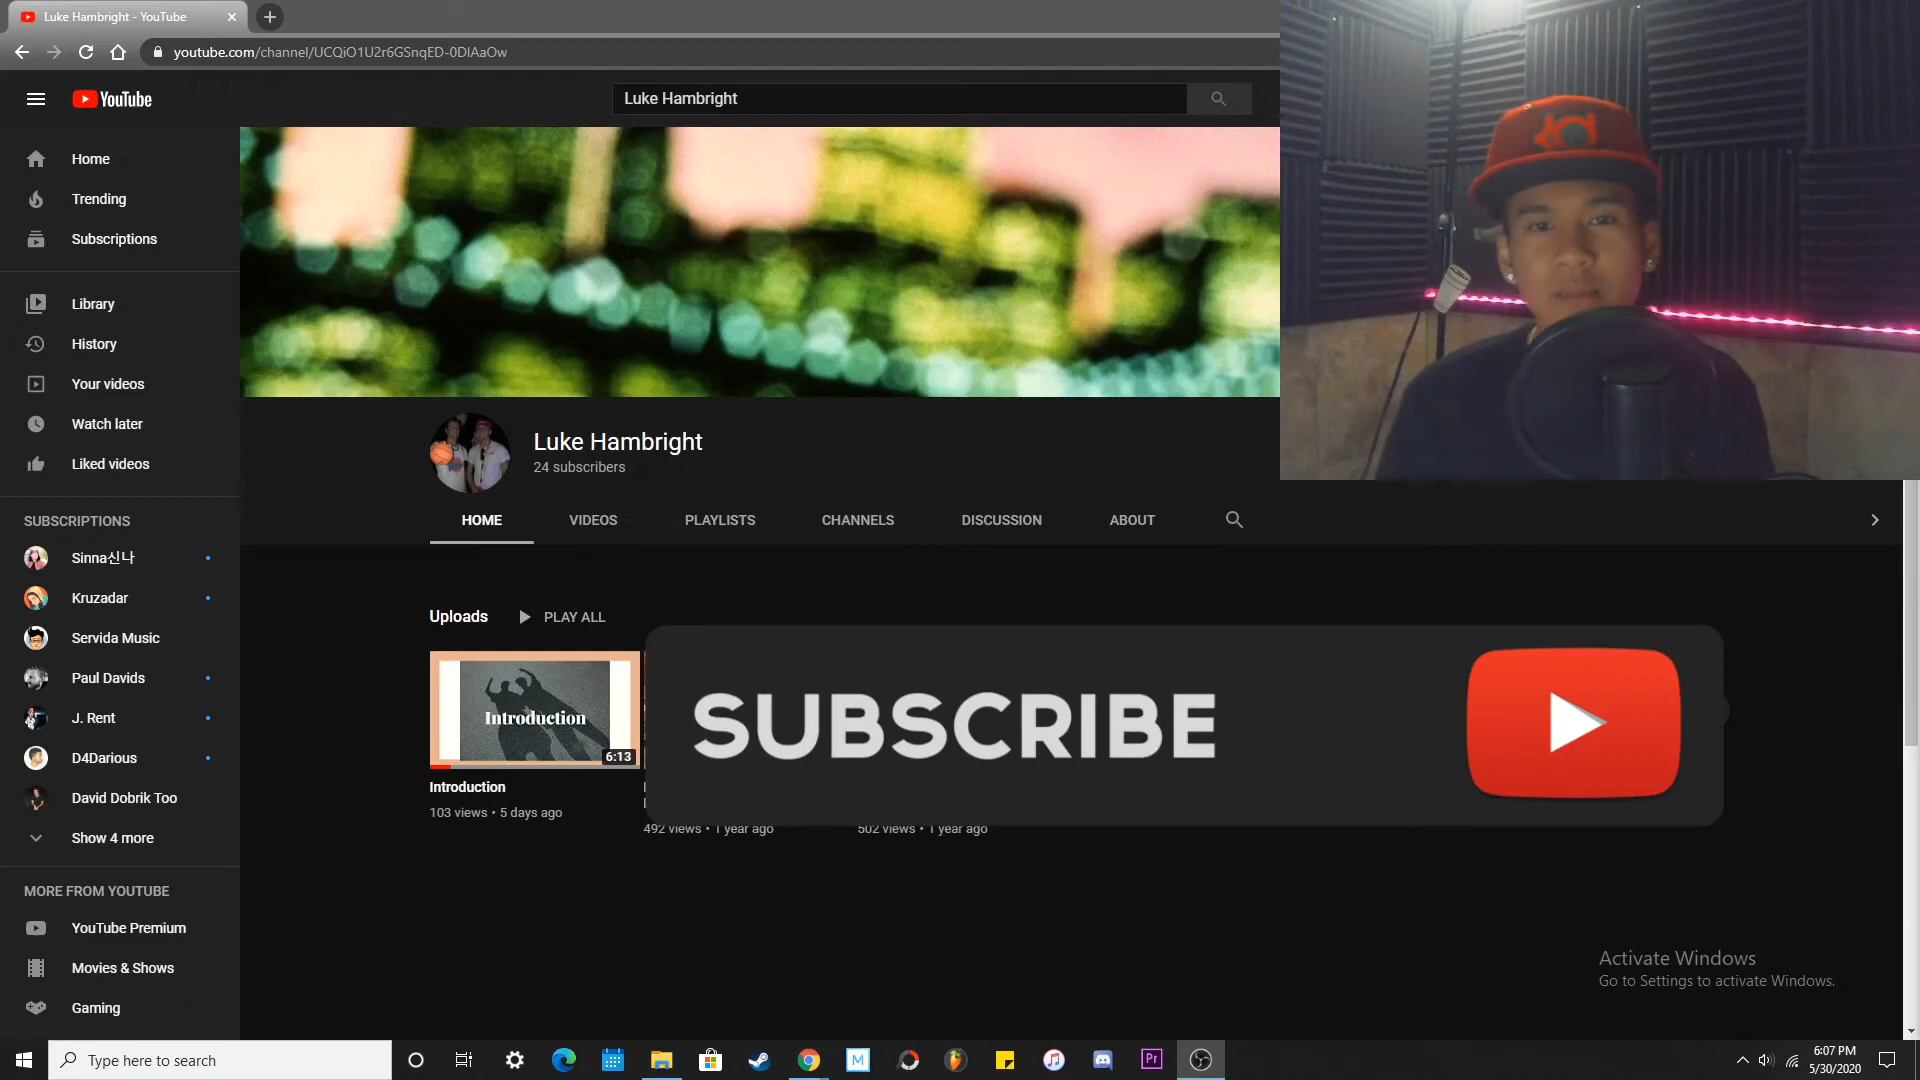 Luke Hambright - YouTube
youtube.com/channel/UCQiO1U2r6GSnqED-0DIAaOw
YouTube
Luke Hambright
Home
Trending
Subscriptions
Library
History
Your videos
Watch later
Liked videos
SUBSCRIPTIONS
Sinna신나
Kruzadar
Servida Music
Paul Davids
J. Rent
D4Darious
David Dobrik Too
Show 4 more
MORE FROM YOUTUBE
YouTube Premium
Movies & Shows
Gaming
Luke Hambright
24 subscribers
HOME
VIDEOS
PLAYLISTS
CHANNELS
DISCUSSION
ABOUT
Uploads
PLAY ALL
Introduction
6:13
Introduction
103 views • 5 days ago
492 views • 1 year ago
502 views • 1 year ago
SUBSCRIBE
Activate Windows
Go to Settings to activate Windows.
Type here to search
M
Pr
6:07 PM
5/30/2020